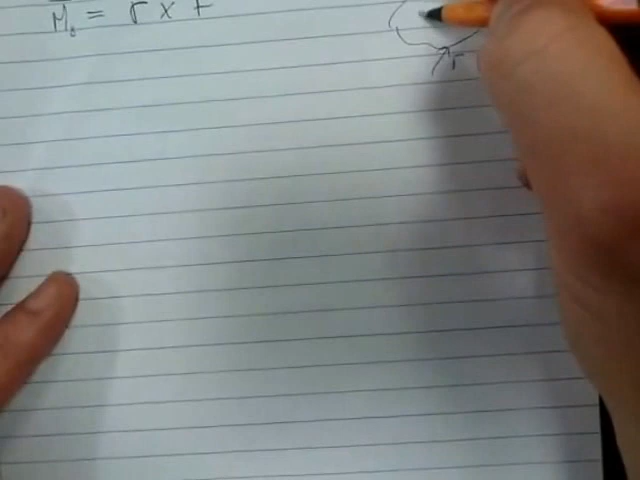 M₀ = r x F
F